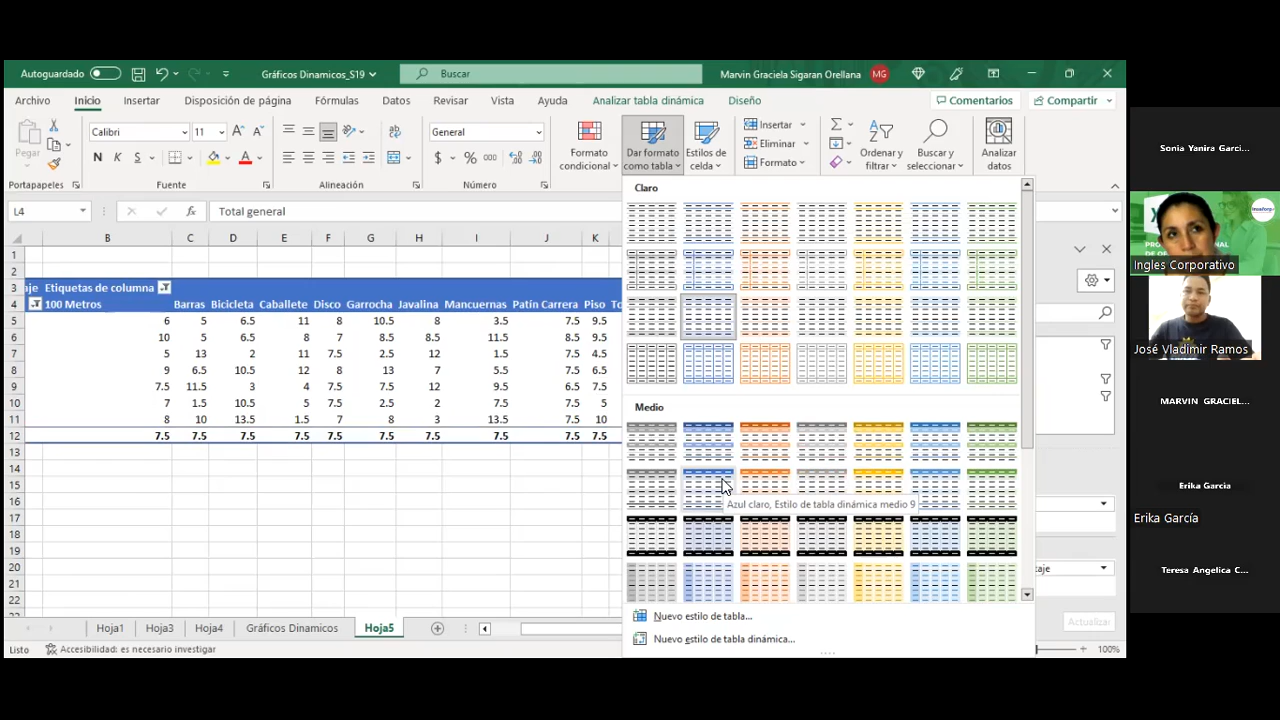 Autoguardado
Gráficos Dinamicos_S19
Buscar
Marvin Graciela Sigaran Orellana
MG
Archivo
Inicio
Insertar
Disposición de página
Fórmulas
Datos
Revisar
Vista
Ayuda
Analizar tabla dinámica
Diseño
Comentarios
Compartir
Pegar
Calibri
11
N K S
General
$ % 000
Formato condicional
Dar formato como tabla
Estilos de celda
Insertar
Eliminar
Formato
Ordenar y filtrar
Buscar y seleccionar
Analizar datos
Portapapeles
Fuente
Alineación
Número
L4
fx
Total general
Claro
B C D E F G H I J K
1
2
3 aje Etiquetas de columna
4 100 Metros Barras Bicicleta Caballete Disco Garrocha Javalina Mancuernas Patín Carrera Piso To
5 6 5 6.5 11 8 10.5 8 3.5 7.5 9.5
6 10 5 6.5 8 7 8.5 8.5 11.5 8.5 9.5
7 5 13 2 11 7.5 2.5 12 1.5 7.5 4.5
8 9 6.5 10.5 12 8 13 7 5.5 7.5 6.5
9 7.5 11.5 3 4 7.5 7.5 12 9.5 6.5 7.5
10 7 1.5 10.5 5 7.5 2.5 2 7.5 7.5 5
11 8 10 13.5 1.5 7 8 3 13.5 7.5 10
12 7.5 7.5 7.5 7.5 7.5 7.5 7.5 7.5 7.5 7.5
13
14
15
16
17
18
19
20
21
22
Medio
Azul claro, Estilo de tabla dinámica medio 9
Nuevo estilo de tabla...
Nuevo estilo de tabla dinámica...
taje
Actualizar
Hoja1
Hoja3
Hoja4
Gráficos Dinamicos
Hoja5
Listo
Accesibilidad: es necesario investigar
100%
Sonia Yanira Garci...
Ingles Corporativo
José Vladimir Ramos
MARVIN GRACIEL...
Erika Garcia
Erika García
Teresa Angelica C...